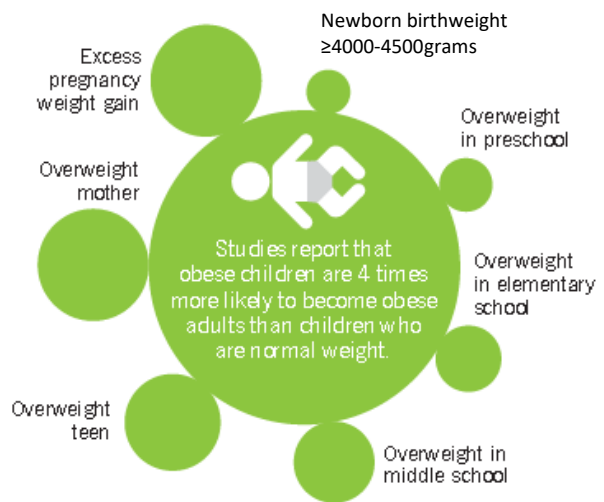 Newborn birthweight
≥4000-4500grams
Excess
pregnancy
weight gain
Overweight
in preschool
Overweight
mother
Studies report that
obese children are 4 times
more likely to become obese
adults than children who
are normal weight.
Overweight
in elementary
school
Overweight
teen
Overweight in
middle school